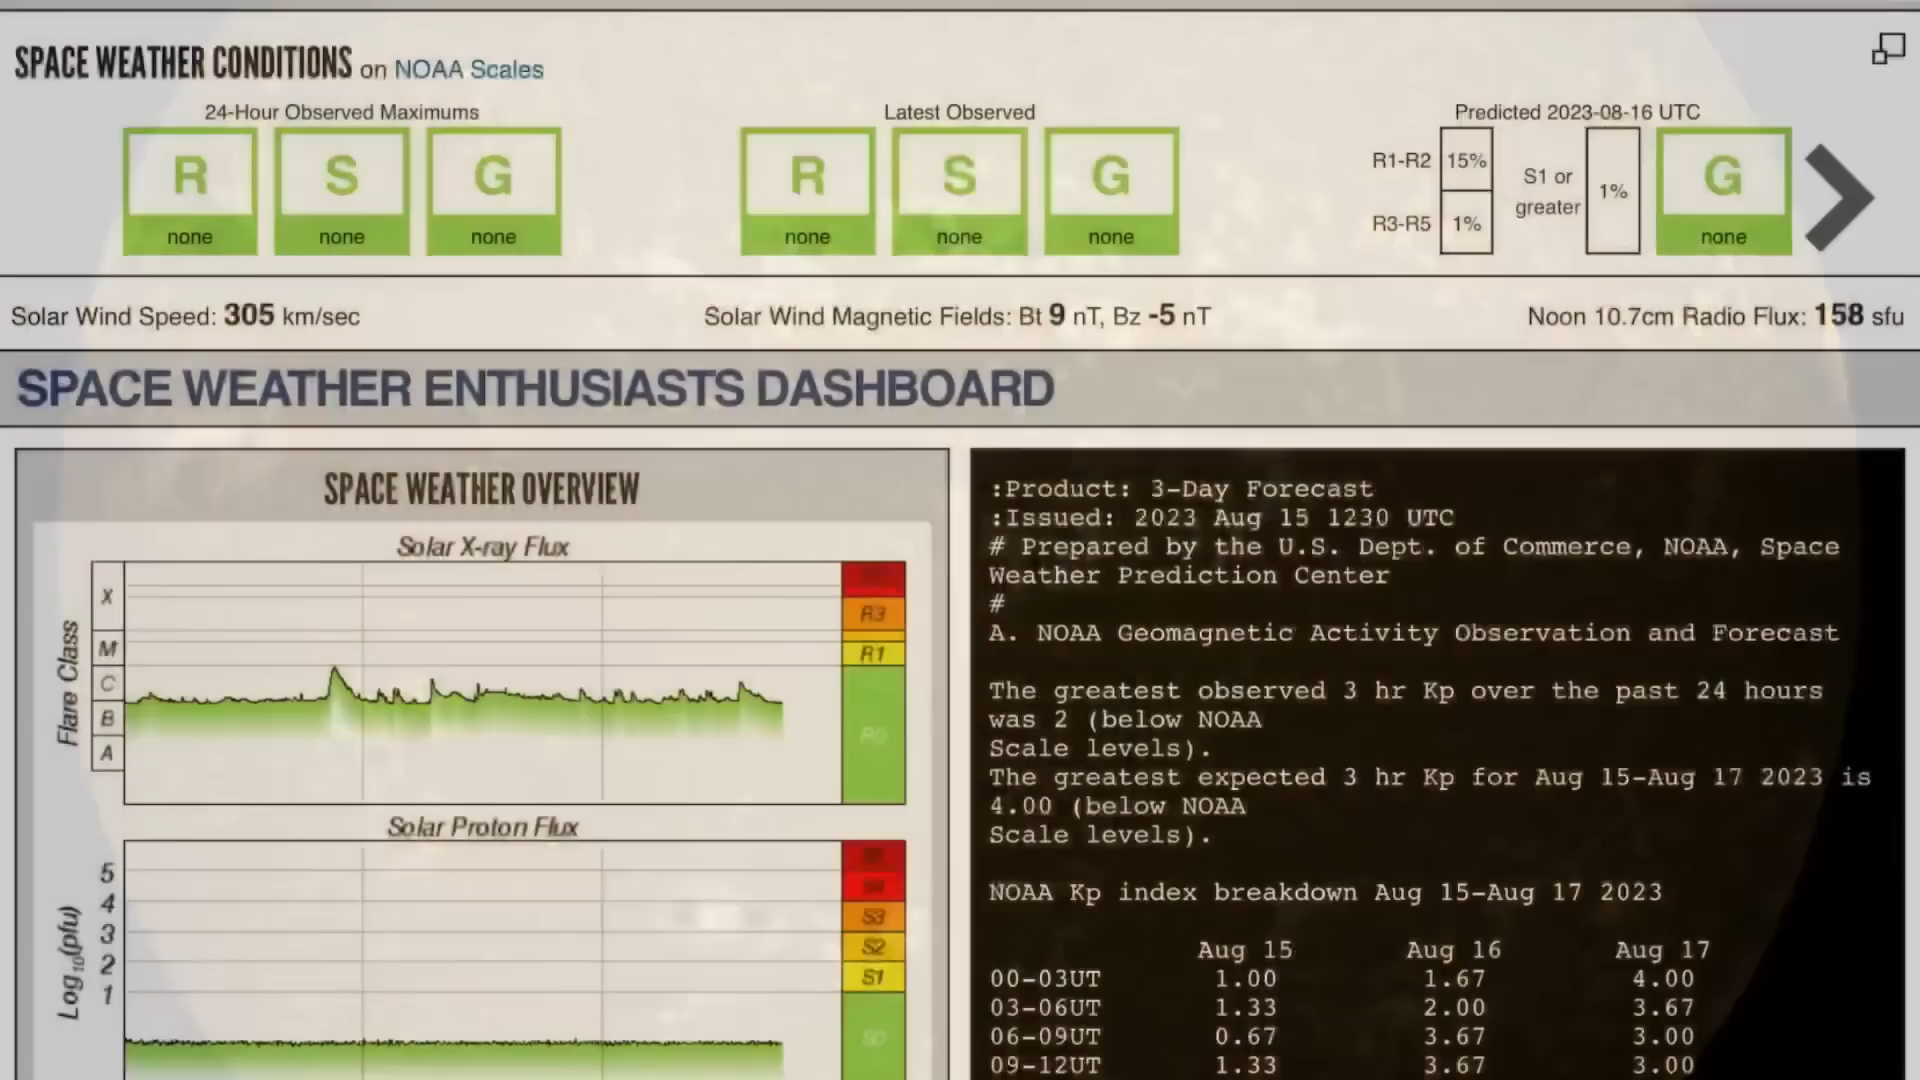 SPACE WEATHER CONDITIONS on NOAA Scales
24-Hour Observed Maximums
R S G
none none none
Latest Observed
R S G
none none none
Predicted 2023-08-16 UTC
R1-R2 15%
R3-R5 1%
S1 or
greater
1%
G
none
Solar Wind Speed: 305 km/sec
Solar Wind Magnetic Fields: Bt 9 nT, Bz -5 nT
Noon 10.7cm Radio Flux: 158 sfu
SPACE WEATHER ENTHUSIASTS DASHBOARD
SPACE WEATHER OVERVIEW
Solar X-ray Flux
Flare Class
X
M
C
B
A
R3
R1
R0
Solar Proton Flux
Log10(pfu)
5
4
3
2
1
S4
S3
S2
S1
S0
:Product: 3-Day Forecast
:Issued: 2023 Aug 15 1230 UTC
# Prepared by the U.S. Dept. of Commerce, NOAA, Space
Weather Prediction Center
#
A. NOAA Geomagnetic Activity Observation and Forecast
The greatest observed 3 hr Kp over the past 24 hours
was 2 (below NOAA
Scale levels).
The greatest expected 3 hr Kp for Aug 15-Aug 17 2023 is
4.00 (below NOAA
Scale levels).
NOAA Kp index breakdown Aug 15-Aug 17 2023
Aug 15 Aug 16 Aug 17
00-03UT 1.00 1.67 4.00
03-06UT 1.33 2.00 3.67
06-09UT 0.67 3.67 3.00
09-12UT 1.33 3.67 3.00